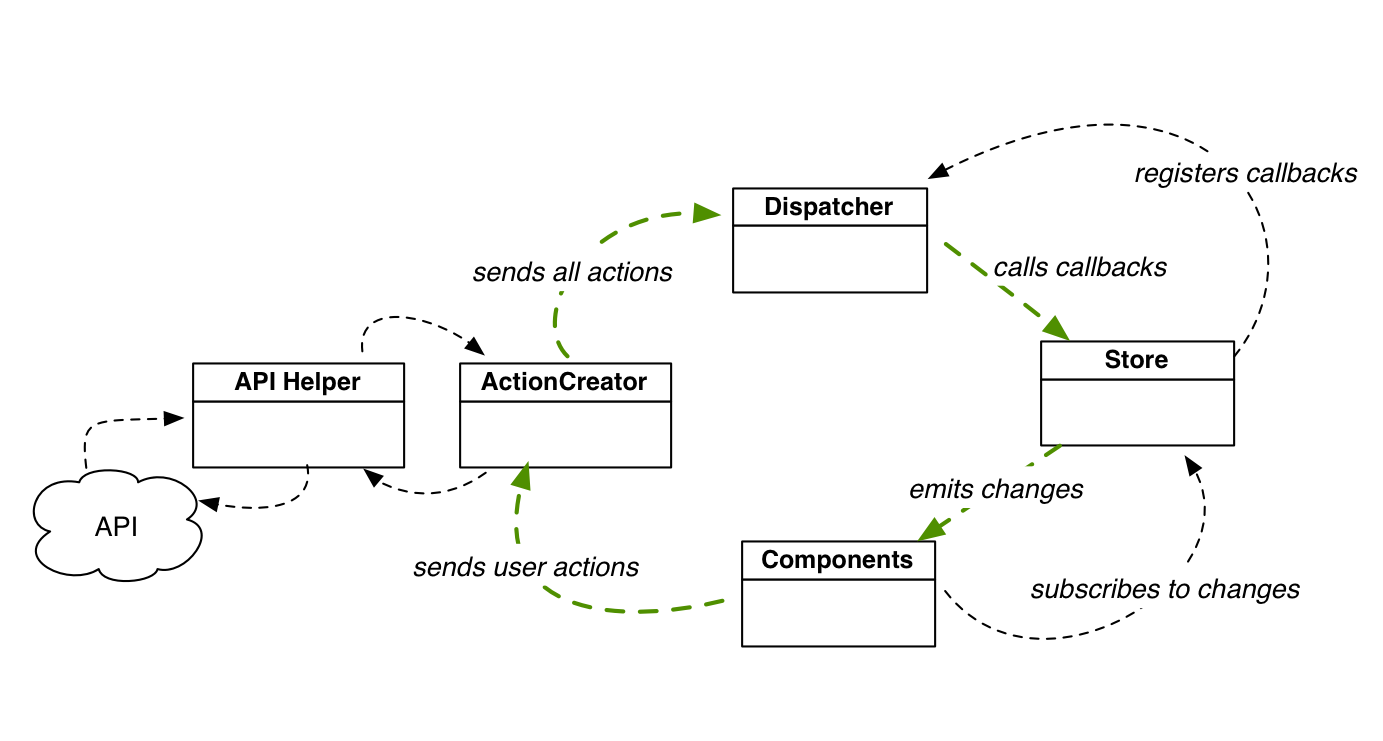 registers callbacks
Dispatcher
sends all actions
calls callbacks
Store
API Helper
ActionCreator
emits changes
API
sends user actions
Components
subscribes to changes